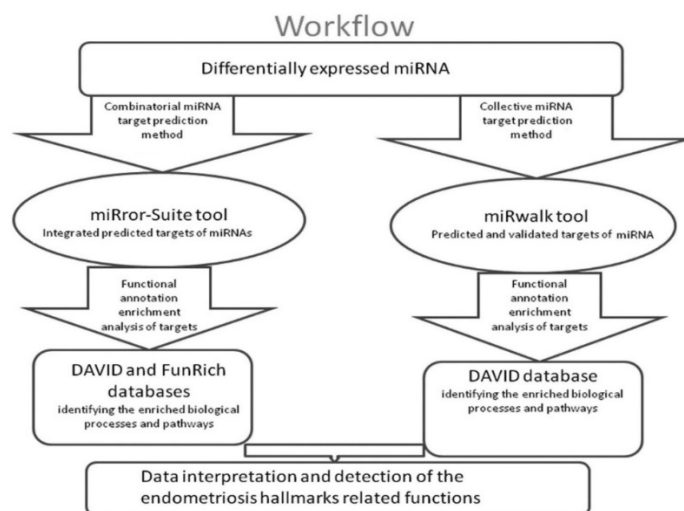 Workflow
Differentially expressed miRNA
Combinatorial miRNA
target prediction
method
Collective miRNA
target prediction
method
miRror-Suite tool
Integrated predicted targets of miRNAs
miRwalk tool
Predicted and validated targets of miRNA
Functional
annotation
enrichment
analysis of targets
Functional
annotation
enrichment
analysis of targets
DAVID and FunRich
databases
identifying the enriched biological
processes and pathways
DAVID database
identifying the enriched biological
processes and pathways
Data interpretation and detection of the
endometriosis hallmarks related functions